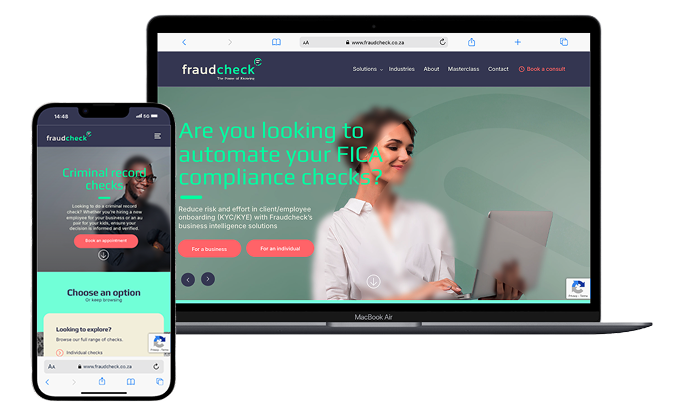 AA www.fraudcheck.co.za
fraudcheck
The Power of Knowing
Solutions Industries About Masterclass Contact Book a consult
Are you looking to
automate your FICA
compliance checks?
Reduce risk and effort in client/employee
onboarding (KYC/KYE) with Fraudcheck's
business intelligence solutions
For a business For an individual
Privacy - Terms
MacBook Air
14:48 5G
fraudcheck
Criminal record
checks.
Looking to do a criminal record
check? Whether you're hiring a new
employee for your business or an au
pair for your kids, ensure your
decision is informed and verified.
Book an appointment
Choose an option
Or keep browsing
Looking to explore?
Browse our full range of checks.
Individual checks
Privacy - Terms
AA www.fraudcheck.co.za